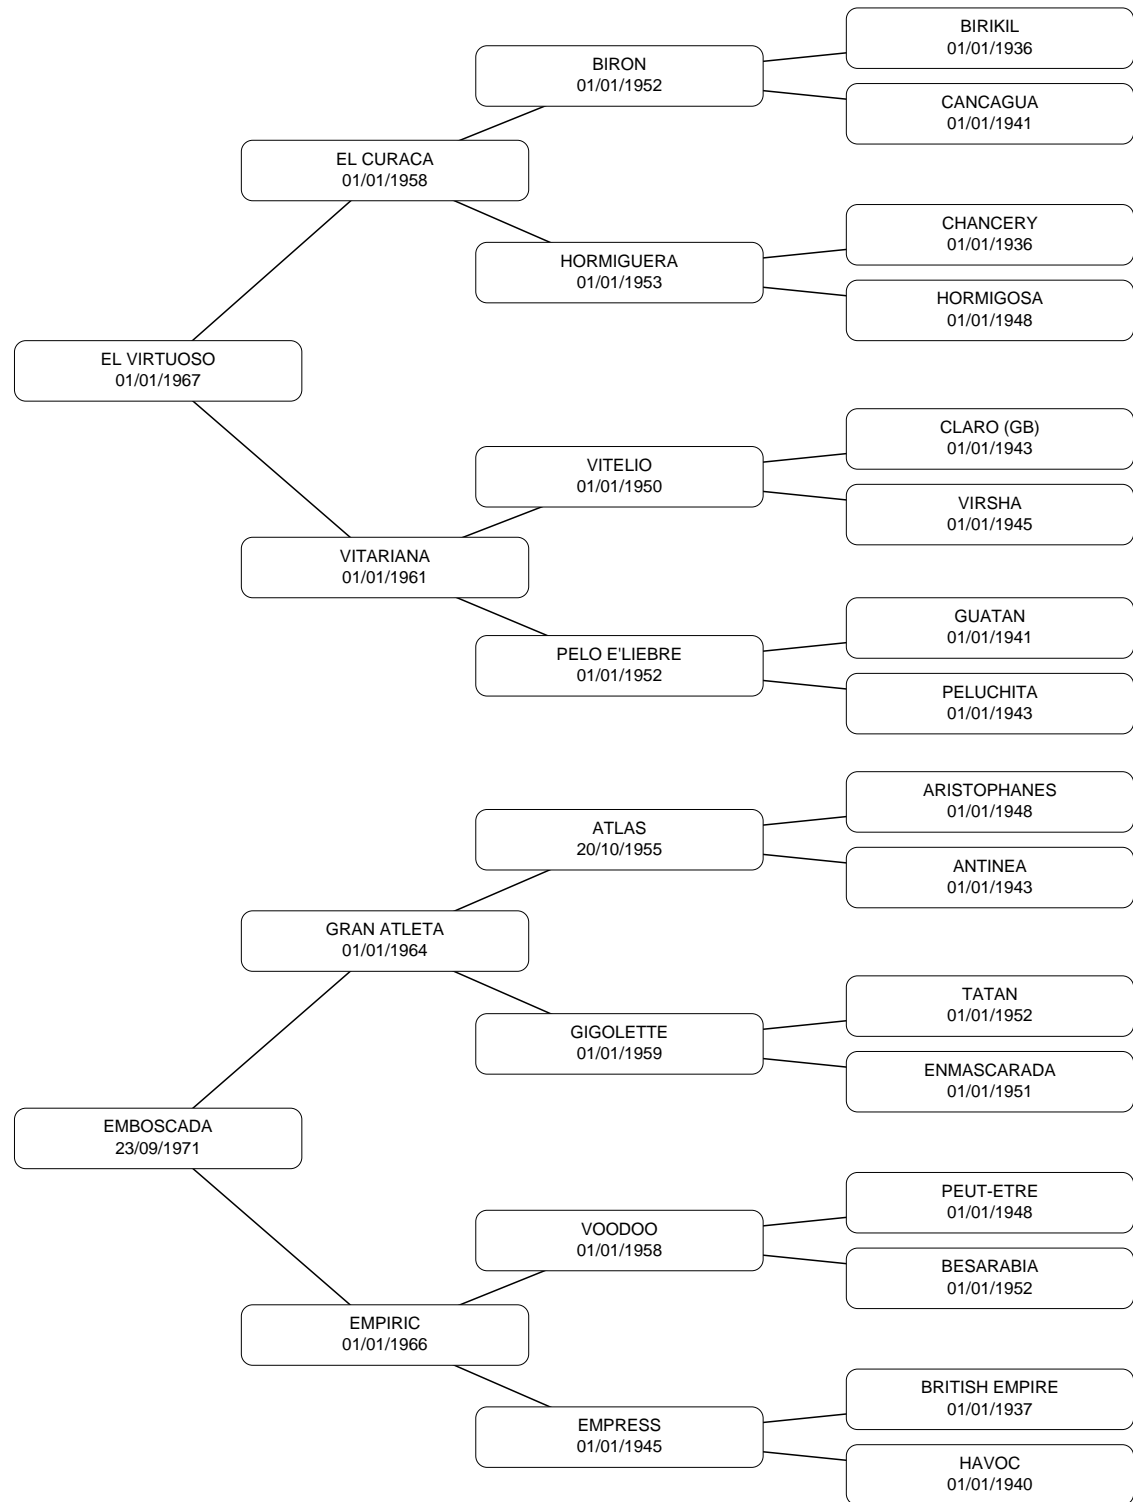 BIRIKIL
01/01/1936
BIRON
01/01/1952
CANCAGUA
01/01/1941
EL CURACA
01/01/1958
CHANCERY
01/01/1936
HORMIGUERA
01/01/1953
HORMIGOSA
01/01/1948
EL VIRTUOSO
01/01/1967
CLARO (GB)
01/01/1943
VITELIO
01/01/1950
VIRSHA
01/01/1945
VITARIANA
01/01/1961
GUATAN
01/01/1941
PELO E'LIEBRE
01/01/1952
PELUCHITA
01/01/1943
ARISTOPHANES
01/01/1948
ATLAS
20/10/1955
ANTINEA
01/01/1943
GRAN ATLETA
01/01/1964
TATAN
01/01/1952
GIGOLETTE
01/01/1959
ENMASCARADA
01/01/1951
EMBOSCADA
23/09/1971
PEUT-ETRE
01/01/1948
VOODOO
01/01/1958
BESARABIA
01/01/1952
EMPIRIC
01/01/1966
BRITISH EMPIRE
01/01/1937
EMPRESS
01/01/1945
HAVOC
01/01/1940